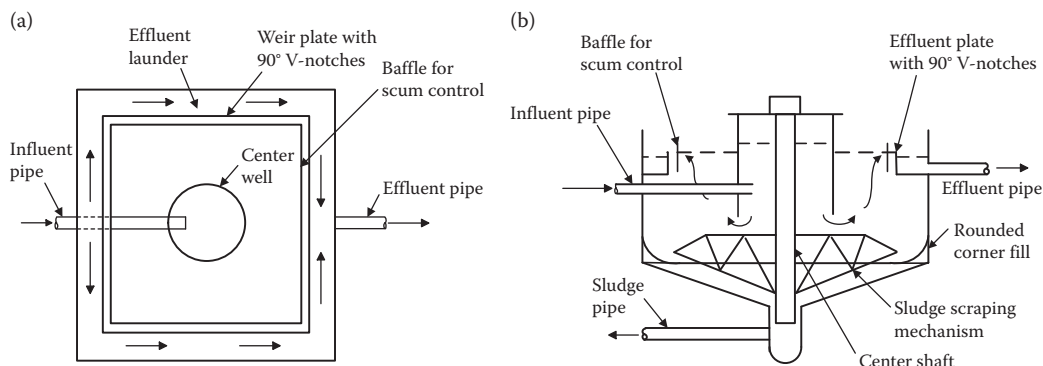 (a)
Effluent
launder
Weir plate with
90° V-notches
Baffle for
scum control
Influent
pipe
Center
well
Effluent pipe
(b)
Baffle for
scum control
Effluent plate
with 90° V-notches
Influent pipe
Effluent pipe
Rounded
corner fill
Sludge
pipe
Sludge scraping
mechanism
Center shaft